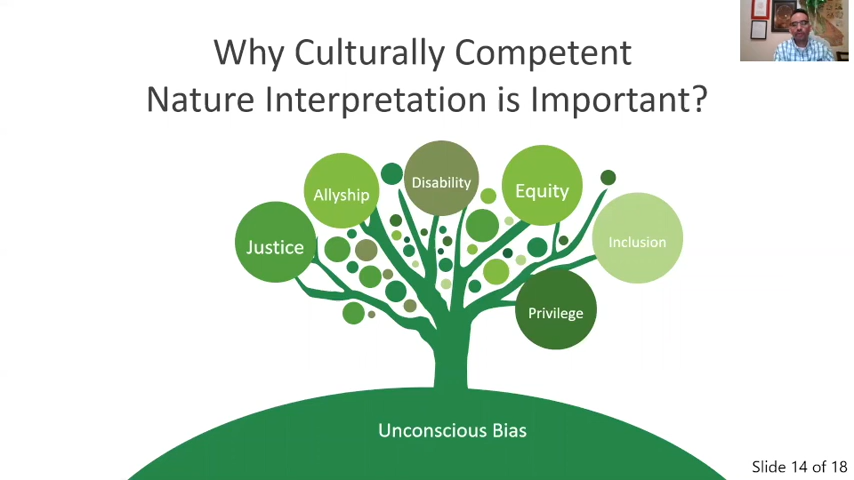 Why Culturally Competent
Nature Interpretation is Important?
Disability
Allyship
Equity
Justice
Inclusion
Privilege
Unconscious Bias
Slide 14 of 18